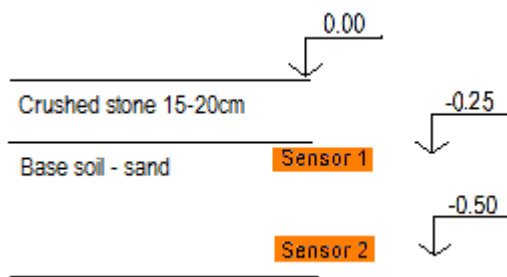 0.00
Crushed stone 15-20cm
-0.25
Base soil - sand
Sensor 1
-0.50
Sensor 2